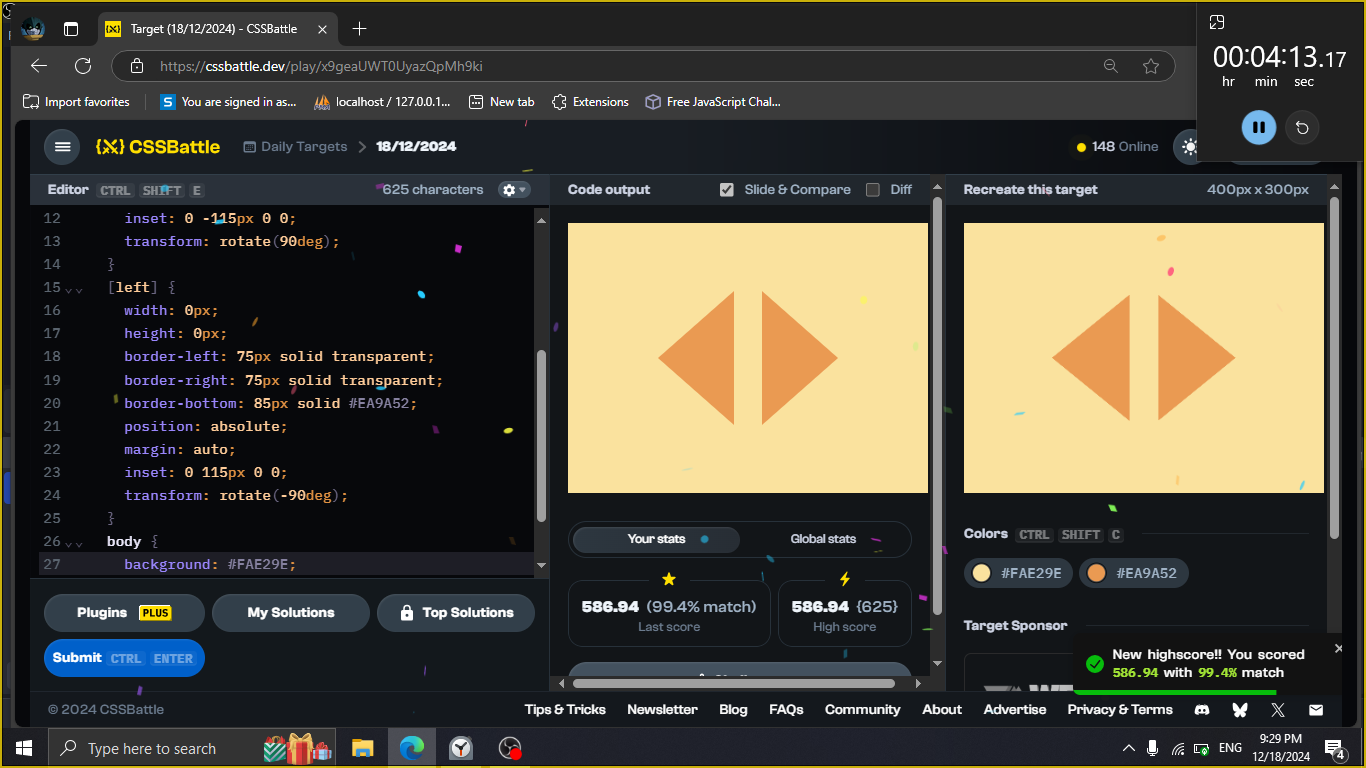 Target (18/12/2024) - CSSBattle
https://cssbattle.dev/play/x9geaUWT0UyazQpMh9ki
00:04:13.17
hr min sec
Import favorites
You are signed in as...
localhost / 127.0.0.1...
New tab
Extensions
Free JavaScript Chal...
CSSBattle
Daily Targets
18/12/2024
148 Online
Editor CTRL SHIFT E
625 characters
12 inset: 0 -115px 0 0;
13 transform: rotate(90deg);
14 }
15 [left] {
16 width: 0px;
17 height: 0px;
18 border-left: 75px solid transparent;
19 border-right: 75px solid transparent;
20 border-bottom: 85px solid #EA9A52;
21 position: absolute;
22 margin: auto;
23 inset: 0 115px 0 0;
24 transform: rotate(-90deg);
25 }
26 body {
27 background: #FAE29E;
Plugins PLUS
My Solutions
Top Solutions
Submit CTRL ENTER
Code output
Slide & Compare
Diff
Your stats
Global stats
586.94 (99.4% match)
Last score
586.94 {625}
High score
Recreate this target
400px x 300px
Colors CTRL SHIFT C
#FAE29E
#EA9A52
Target Sponsor
New highscore!! You scored
586.94 with 99.4% match
© 2024 CSSBattle
Tips & Tricks
Newsletter
Blog
FAQs
Community
About
Advertise
Privacy & Terms
Type here to search
ENG
9:29 PM
12/18/2024
4